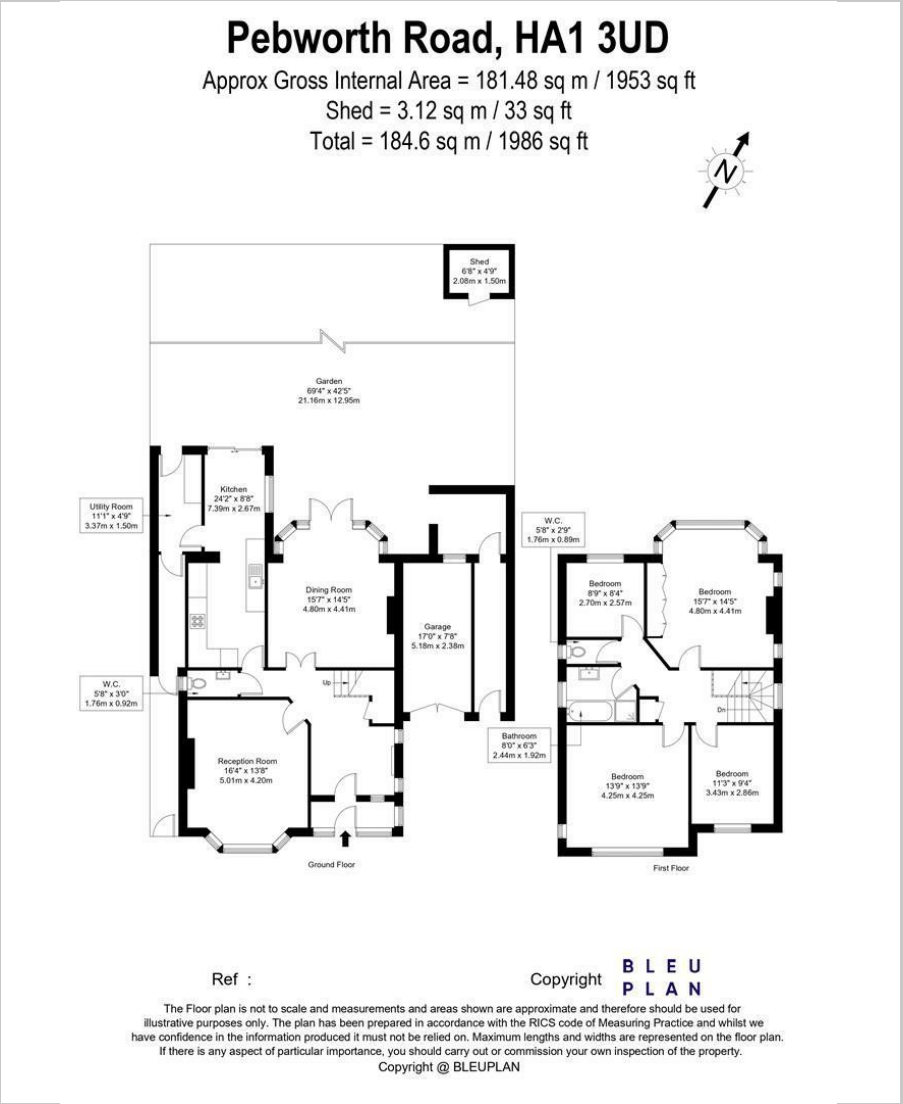 Pebworth Road, HA1 3UD
Approx Gross Internal Area = 181.48 sq m / 1953 sq ft
Shed = 3.12 sq m / 33 sq ft
Total = 184.6 sq m / 1986 sq ft
N
Shed
6'8" x 4'9"
2.08m x 1.50m
Garden
69'4" x 42'5"
21.16m x 12.95m
Kitchen
24'2" x 8'8"
7.39m x 2.67m
Utility Room
11'1" x 4'9"
3.37m x 1.50m
Dining Room
15'7" x 14'5"
4.80m x 4.41m
Garage
17'0" x 7'8"
5.18m x 2.38m
Up
W.C.
5'8" x 3'0"
1.76m x 0.92m
Reception Room
16'4" x 13'8"
5.01m x 4.20m
Ground Floor
W.C.
5'8" x 2'9"
1.76m x 0.89m
Bedroom
8'9" x 8'4"
2.70m x 2.57m
Bedroom
15'7" x 14'5"
4.80m x 4.41m
Dn
Bathroom
8'0" x 6'3"
2.44m x 1.92m
Bedroom
13'9" x 13'9"
4.25m x 4.25m
Bedroom
11'3" x 9'4"
3.43m x 2.86m
First Floor
Ref :
Copyright
BLEU
PLAN
The Floor plan is not to scale and measurements and areas shown are approximate and therefore should be used for
illustrative purposes only. The plan has been prepared in accordance with the RICS code of Measuring Practice and whilst we
have confidence in the information produced it must not be relied on. Maximum lengths and widths are represented on the floor plan.
If there is any aspect of particular importance, you should carry out or commission your own inspection of the property.
Copyright @ BLEUPLAN